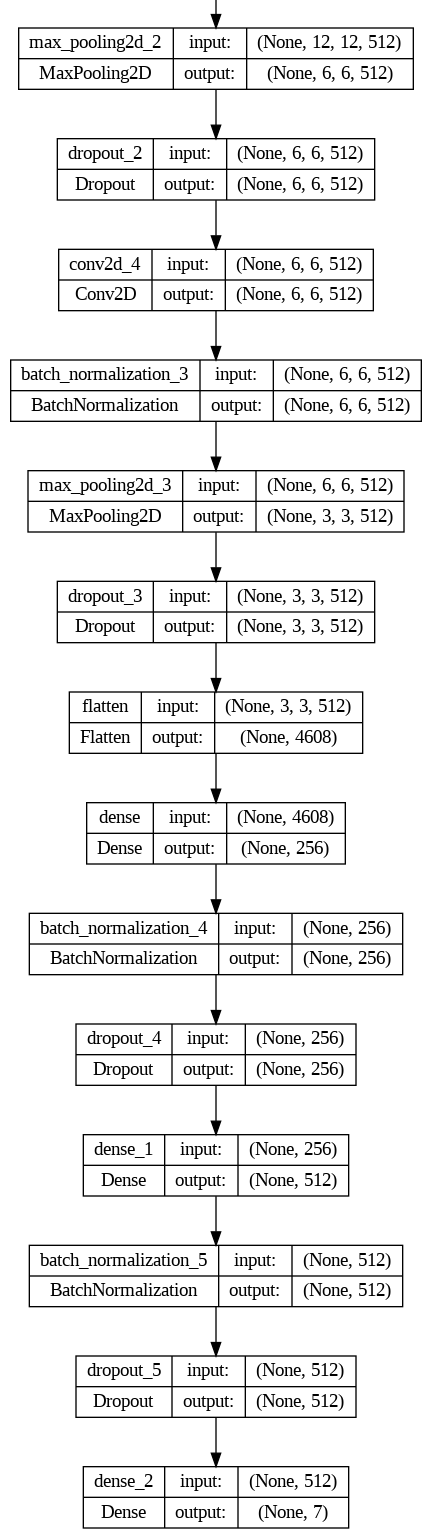 max_pooling2d_2 input: (None, 12, 12, 512)
MaxPooling2D output: (None, 6, 6, 512)
dropout_2 input: (None, 6, 6, 512)
Dropout output: (None, 6, 6, 512)
conv2d_4 input: (None, 6, 6, 512)
Conv2D output: (None, 6, 6, 512)
batch_normalization_3 input: (None, 6, 6, 512)
BatchNormalization output: (None, 6, 6, 512)
max_pooling2d_3 input: (None, 6, 6, 512)
MaxPooling2D output: (None, 3, 3, 512)
dropout_3 input: (None, 3, 3, 512)
Dropout output: (None, 3, 3, 512)
flatten input: (None, 3, 3, 512)
Flatten output: (None, 4608)
dense input: (None, 4608)
Dense output: (None, 256)
batch_normalization_4 input: (None, 256)
BatchNormalization output: (None, 256)
dropout_4 input: (None, 256)
Dropout output: (None, 256)
dense_1 input: (None, 256)
Dense output: (None, 512)
batch_normalization_5 input: (None, 512)
BatchNormalization output: (None, 512)
dropout_5 input: (None, 512)
Dropout output: (None, 512)
dense_2 input: (None, 512)
Dense output: (None, 7)